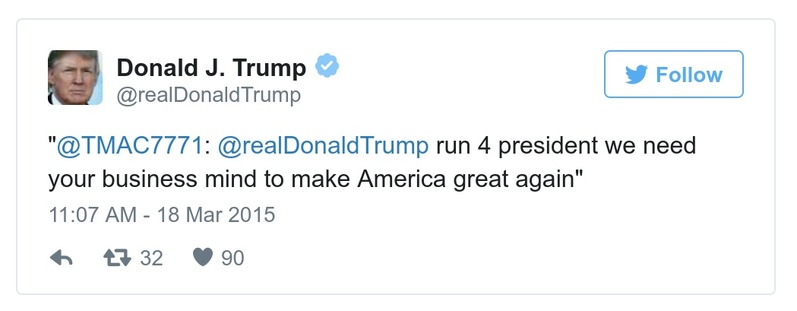 Donald J. Trump
@realDonaldTrump
Follow
"@TMAC7771: @realDonaldTrump run 4 president we need
your business mind to make America great again"
11:07 AM - 18 Mar 2015
32 90